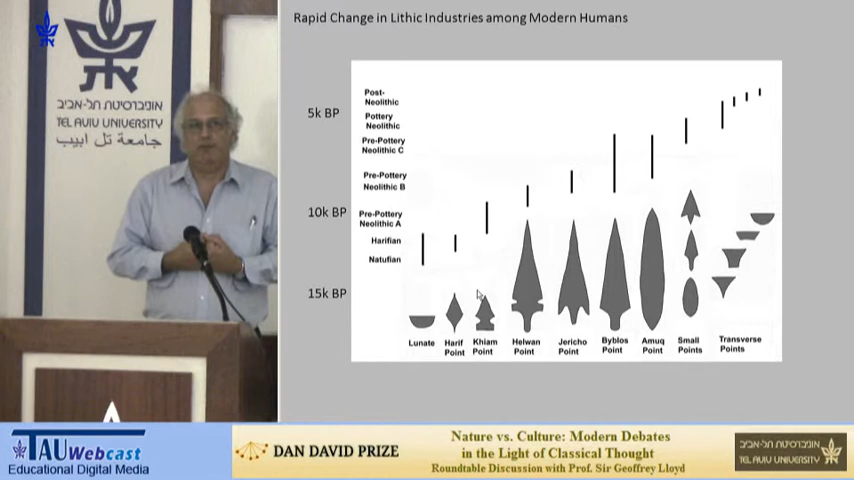 Rapid Change in Lithic Industries among Modern Humans
אוניברסיטת תל-אביב
TEL AVIV UNIVERSITY
جامعة تل ابيب
5k BP
10k BP
15k BP
Post-
Neolithic
Pottery
Neolithic
Pre-Pottery
Neolithic C
Pre-Pottery
Neolithic B
Pre-Pottery
Neolithic A
Harifian
Natufian
Lunate
Harif
Point
Khiam
Point
Helwan
Point
Jericho
Point
Byblos
Point
Amuq
Point
Small
Points
Transverse
Points
TAU Webcast
Educational Digital Media
DAN DAVID PRIZE
Nature vs. Culture: Modern Debates
in the Light of Classical Thought
Roundtable Discussion with Prof. Sir Geoffrey Lloyd
אוניברסיטת תל-אביב
TEL AVIV UNIVERSITY